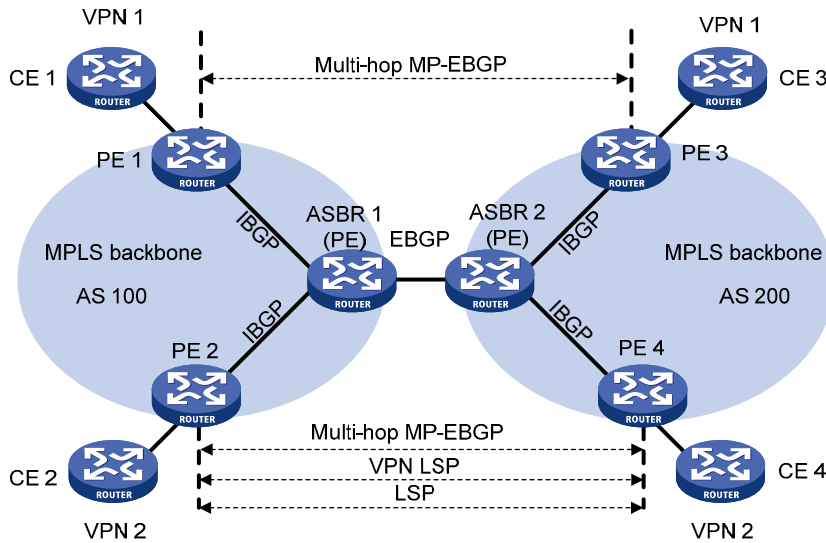 VPN 1
VPN 1
CE 1
Multi-hop MP-EBGP
CE 3
ROUTER
ROUTER
PE 1
PE 3
ROUTER
ROUTER
ASBR 1
(PE)
ASBR 2
(PE)
EBGP
IBGP
IBGP
MPLS backbone
AS 100
MPLS backbone
AS 200
ROUTER
ROUTER
IBGP
IBGP
PE 2
PE 4
ROUTER
ROUTER
Multi-hop MP-EBGP
VPN LSP
LSP
CE 2
CE 4
ROUTER
ROUTER
VPN 2
VPN 2